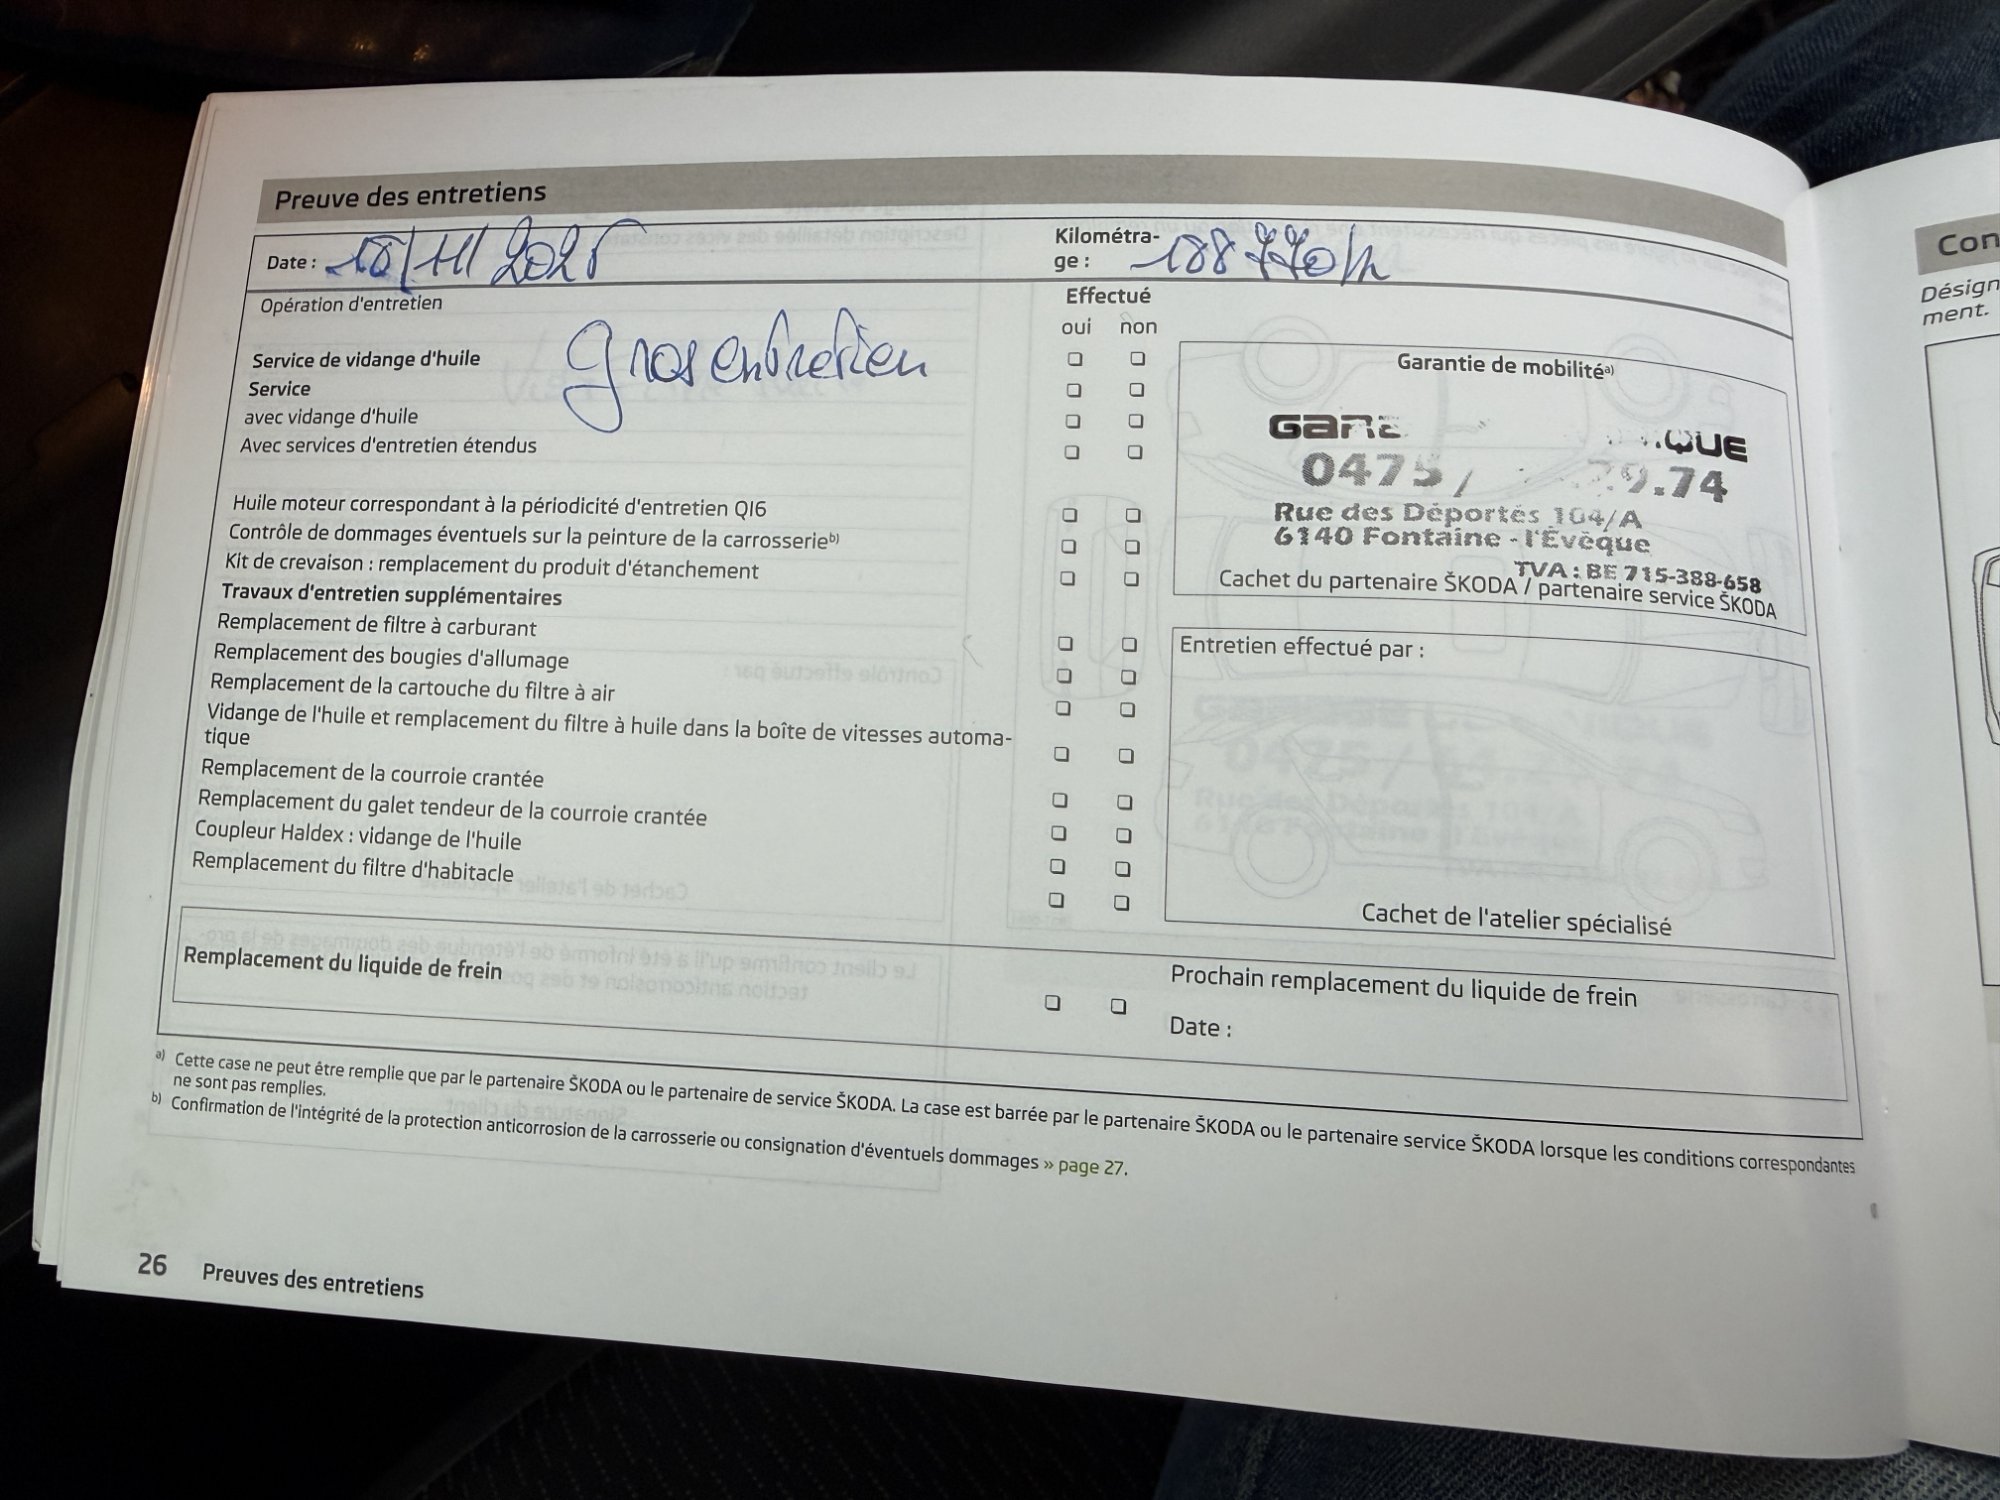 Preuve des entretiens
Date : 10/11/2025
Kilométra-
ge : 188 770 k
Opération d'entretien
Effectué
oui non
Gros entretien
Service de vidange d'huile
Service
avec vidange d'huile
Avec services d'entretien étendus
Huile moteur correspondant à la périodicité d'entretien QI6
Contrôle de dommages éventuels sur la peinture de la carrosserie b)
Kit de crevaison : remplacement du produit d'étanchement
Travaux d'entretien supplémentaires
Remplacement de filtre à carburant
Remplacement des bougies d'allumage
Remplacement de la cartouche du filtre à air
Vidange de l'huile et remplacement du filtre à huile dans la boîte de vitesses automa-
tique
Remplacement de la courroie crantée
Remplacement du galet tendeur de la courroie crantée
Coupleur Haldex : vidange de l'huile
Remplacement du filtre d'habitacle
Garantie de mobilité a)
0475 / 29.74
Rue des Déportés 104/A
6140 Fontaine - l'Évêque
TVA : BE 715-388-658
Cachet du partenaire ŠKODA / partenaire service ŠKODA
Entretien effectué par :
Cachet de l'atelier spécialisé
Remplacement du liquide de frein
Prochain remplacement du liquide de frein
Date :
a) Cette case ne peut être remplie que par le partenaire ŠKODA ou le partenaire de service ŠKODA. La case est barrée par le partenaire ŠKODA ou le partenaire service ŠKODA lorsque les conditions correspondantes
ne sont pas remplies.
b) Confirmation de l'intégrité de la protection anticorrosion de la carrosserie ou consignation d'éventuels dommages » page 27.
26 Preuves des entretiens
Con
Désign
ment.